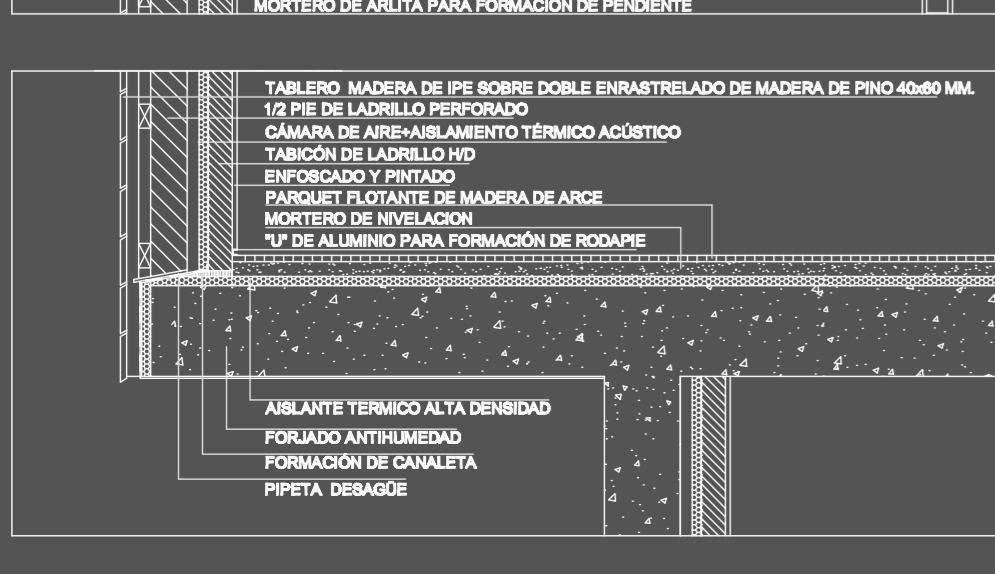 MORTERO DE ARLITA PARA FORMACIÓN DE PENDIENTE
TABLERO MADERA DE IPE SOBRE DOBLE ENRASTRELADO DE MADERA DE PINO 40x60 MM.
1/2 PIE DE LADRILLO PERFORADO
CÁMARA DE AIRE+AISLAMIENTO TÉRMICO ACÚSTICO
TABICÓN DE LADRILLO H/D
ENFOSCADO Y PINTADO
PARQUET FLOTANTE DE MADERA DE ARCE
MORTERO DE NIVELACION
"U" DE ALUMINIO PARA FORMACIÓN DE RODAPIE
AISLANTE TERMICO ALTA DENSIDAD
FORJADO ANTIHUMEDAD
FORMACIÓN DE CANALETA
PIPETA DESAGÜE